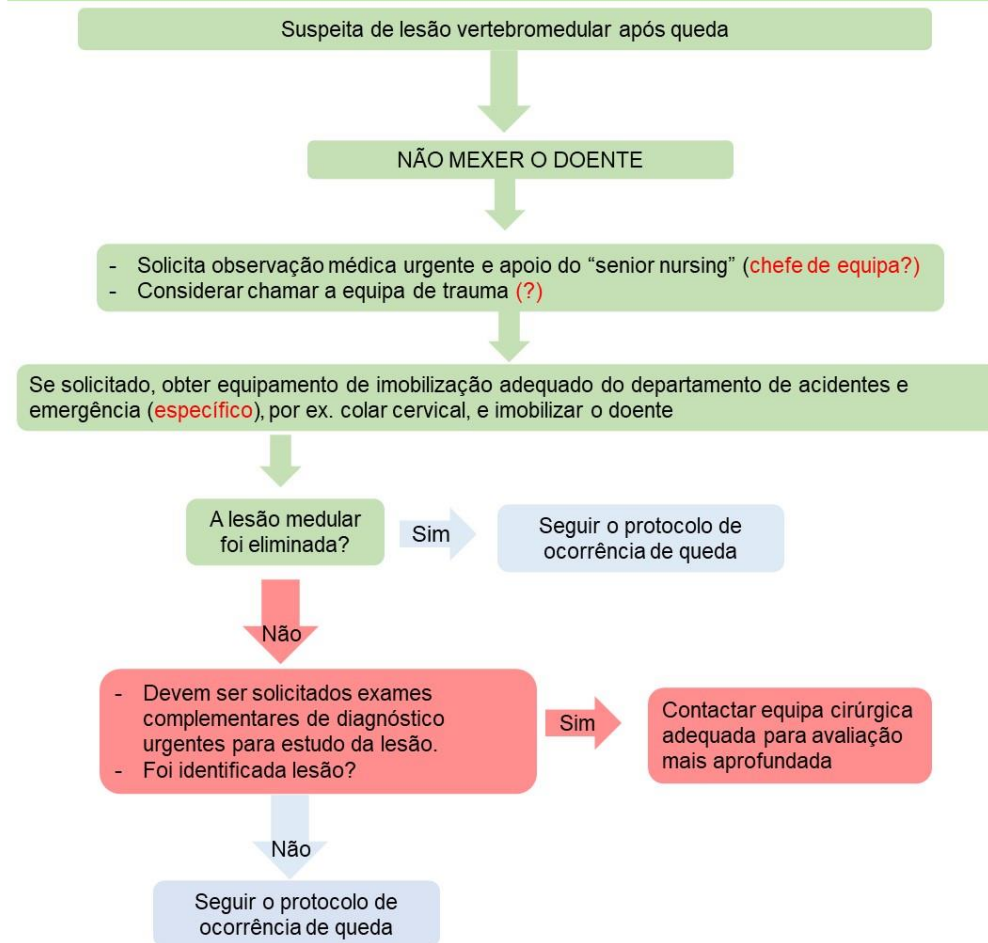 Suspeita de lesão vertebromedular após queda
NÃO MEXER O DOENTE
- Solicita observação médica urgente e apoio do “senior nursing” (chefe de equipa?)
- Considerar chamar a equipa de trauma (?)
Se solicitado, obter equipamento de imobilização adequado do departamento de acidentes e
emergência (específico), por ex. colar cervical, e imobilizar o doente
A lesão medular
foi eliminada?
Sim
Seguir o protocolo de
ocorrência de queda
Não
- Devem ser solicitados exames
complementares de diagnóstico
urgentes para estudo da lesão.
- Foi identificada lesão?
Sim
Contactar equipa cirúrgica
adequada para avaliação
mais aprofundada
Não
Seguir o protocolo de
ocorrência de queda